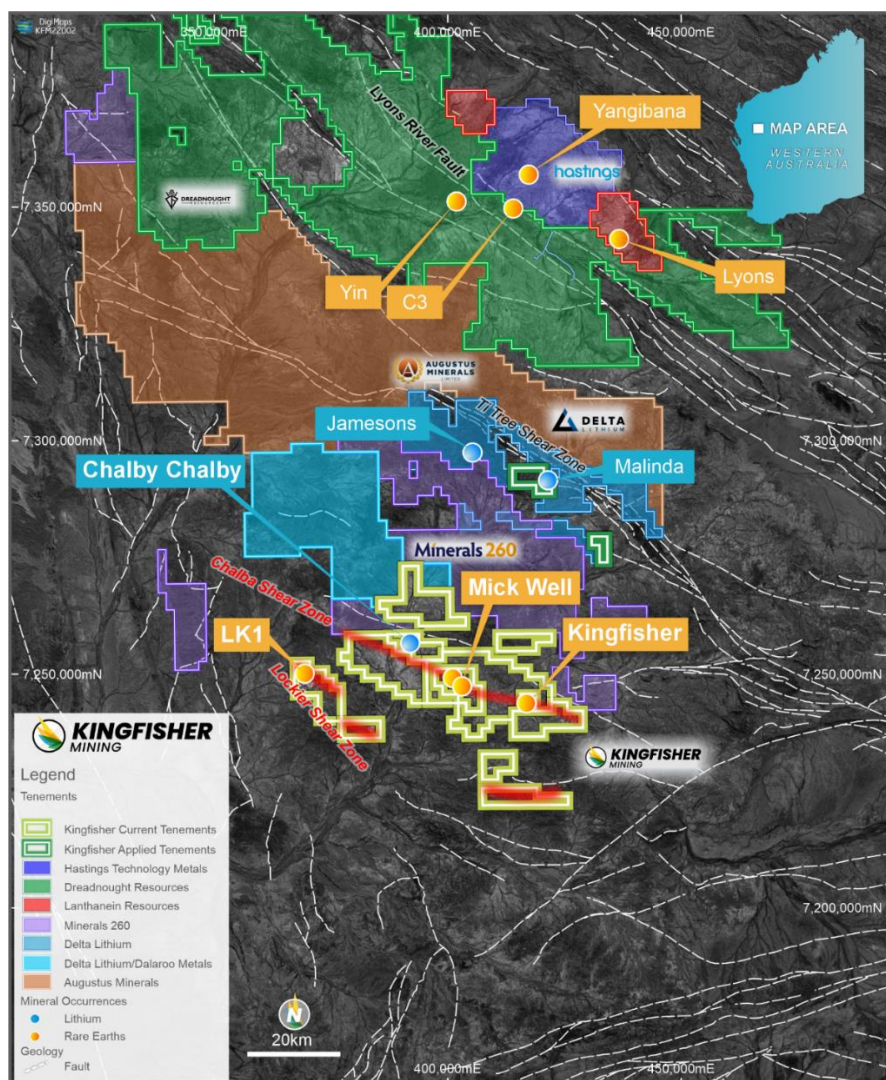 DigiMaps
KFM22002
350,000mE
400,000mE
450,000mE
Lyons River Fault
Yangibana
hastings
MAP AREA
WESTERN
AUSTRALIA
DREADNOUGHT
7,350,000mN
7,350,000mN
Yin
C3
Lyons
AUGUSTUS
MINERALS
LIMITED
Ti Tree Shear Zone
DELTA
LITHIUM
7,300,000mN
7,300,000mN
Jamesons
Malinda
Chalby Chalby
Minerals 260
Chalba Shear Zone
Mick Well
LK1
Kingfisher
7,250,000mN
7,250,000mN
Lockier Shear Zone
KINGFISHER
MINING
KINGFISHER
MINING
Legend
Tenements
Kingfisher Current Tenements
Kingfisher Applied Tenements
Hastings Technology Metals
Dreadnought Resources
Lanthanein Resources
Minerals 260
Delta Lithium
Delta Lithium/Dalaroo Metals
Augustus Minerals
Mineral Occurrences
Lithium
Rare Earths
Geology
Fault
7,200,000mN
N
20km
400,000mE
450,000mE